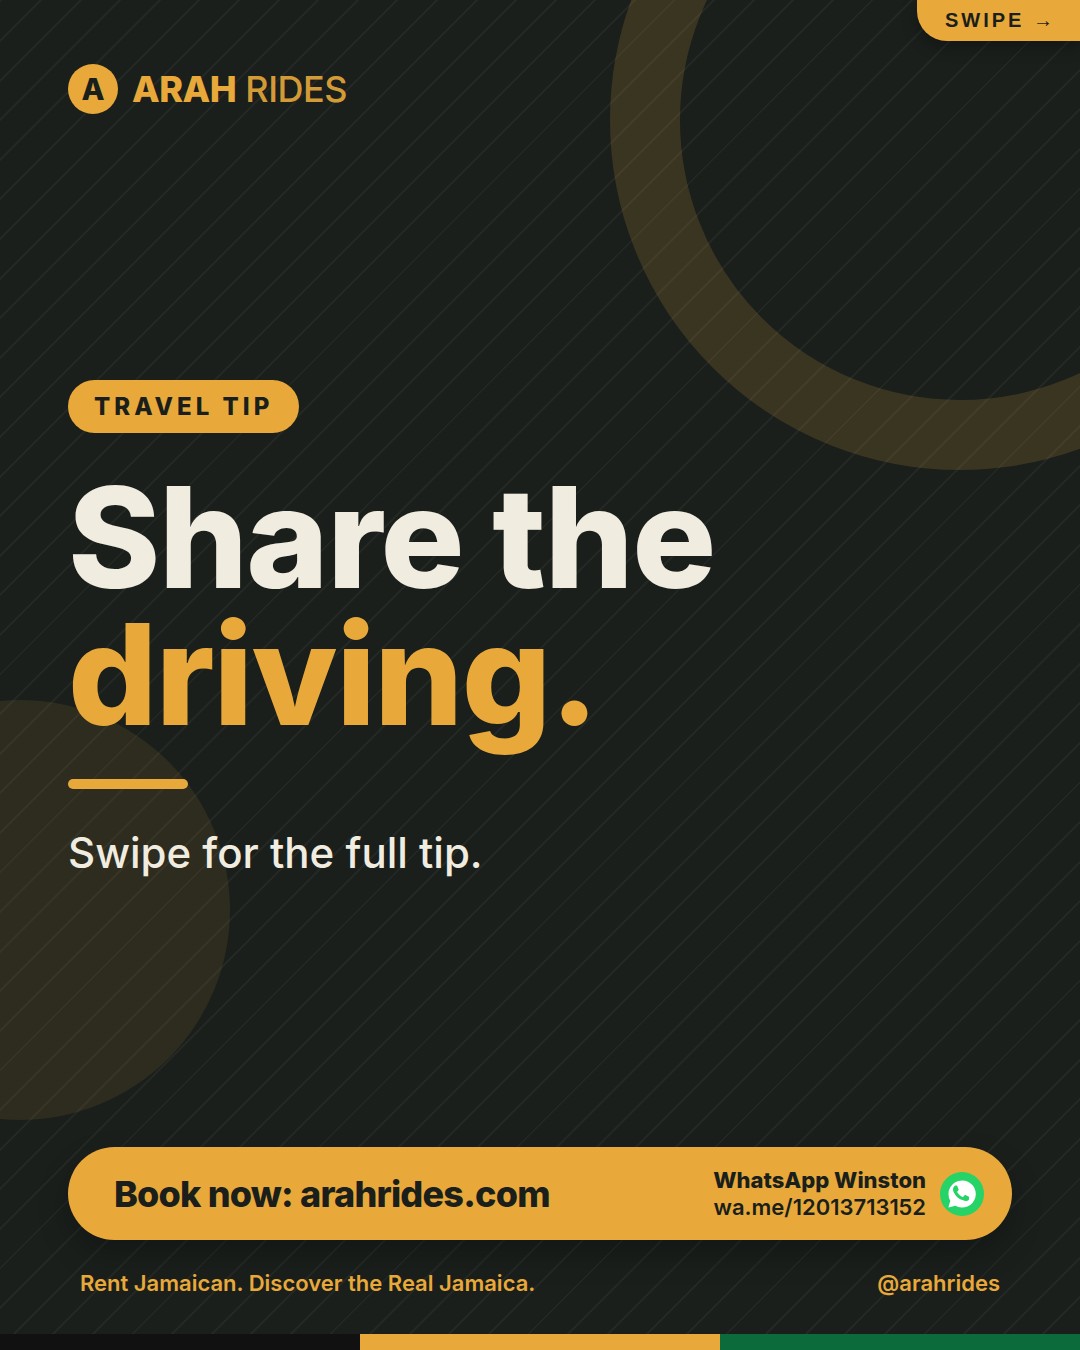 SWIPE →
A ARAH RIDES
TRAVEL TIP
Share the
driving.
Swipe for the full tip.
Book now: arahrides.com
WhatsApp Winston
wa.me/12013713152
Rent Jamaican. Discover the Real Jamaica.
@arahrides